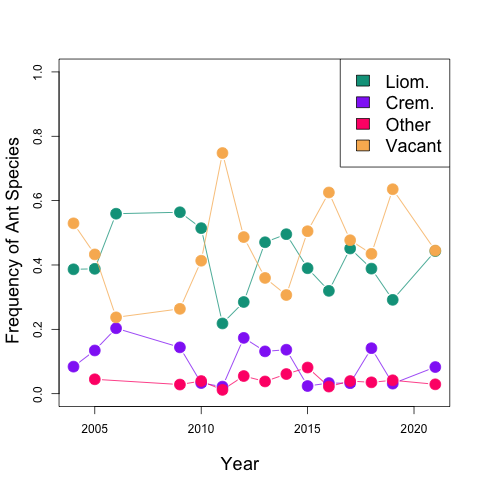 Liom.
Crem.
Other
Vacant
Frequency of Ant Species
1.0
0.8
0.6
0.4
0.2
0.0
2005 2010 2015 2020
Year